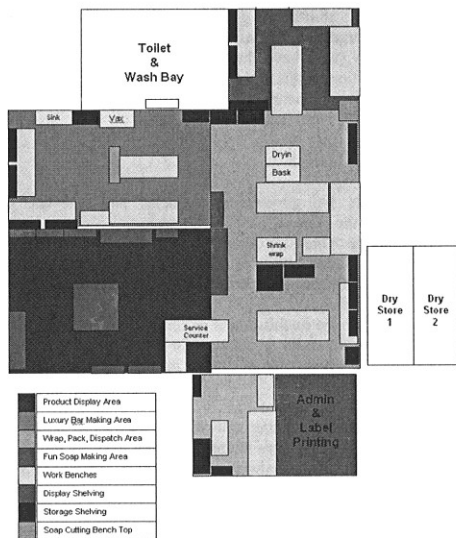 Toilet
&
Wash Bay
Sink
Vax
Dryin
Bask
Shrink
wrap
Service
Counter
Dry
Store
1
Dry
Store
2
Admin
&
Label
Printing
Product Display Area
Luxury Bar Making Area
Wrap, Pack, Dispatch Area
Fun Soap Making Area
Work Benches
Display Shelving
Storage Shelving
Soap Cutting Bench Top